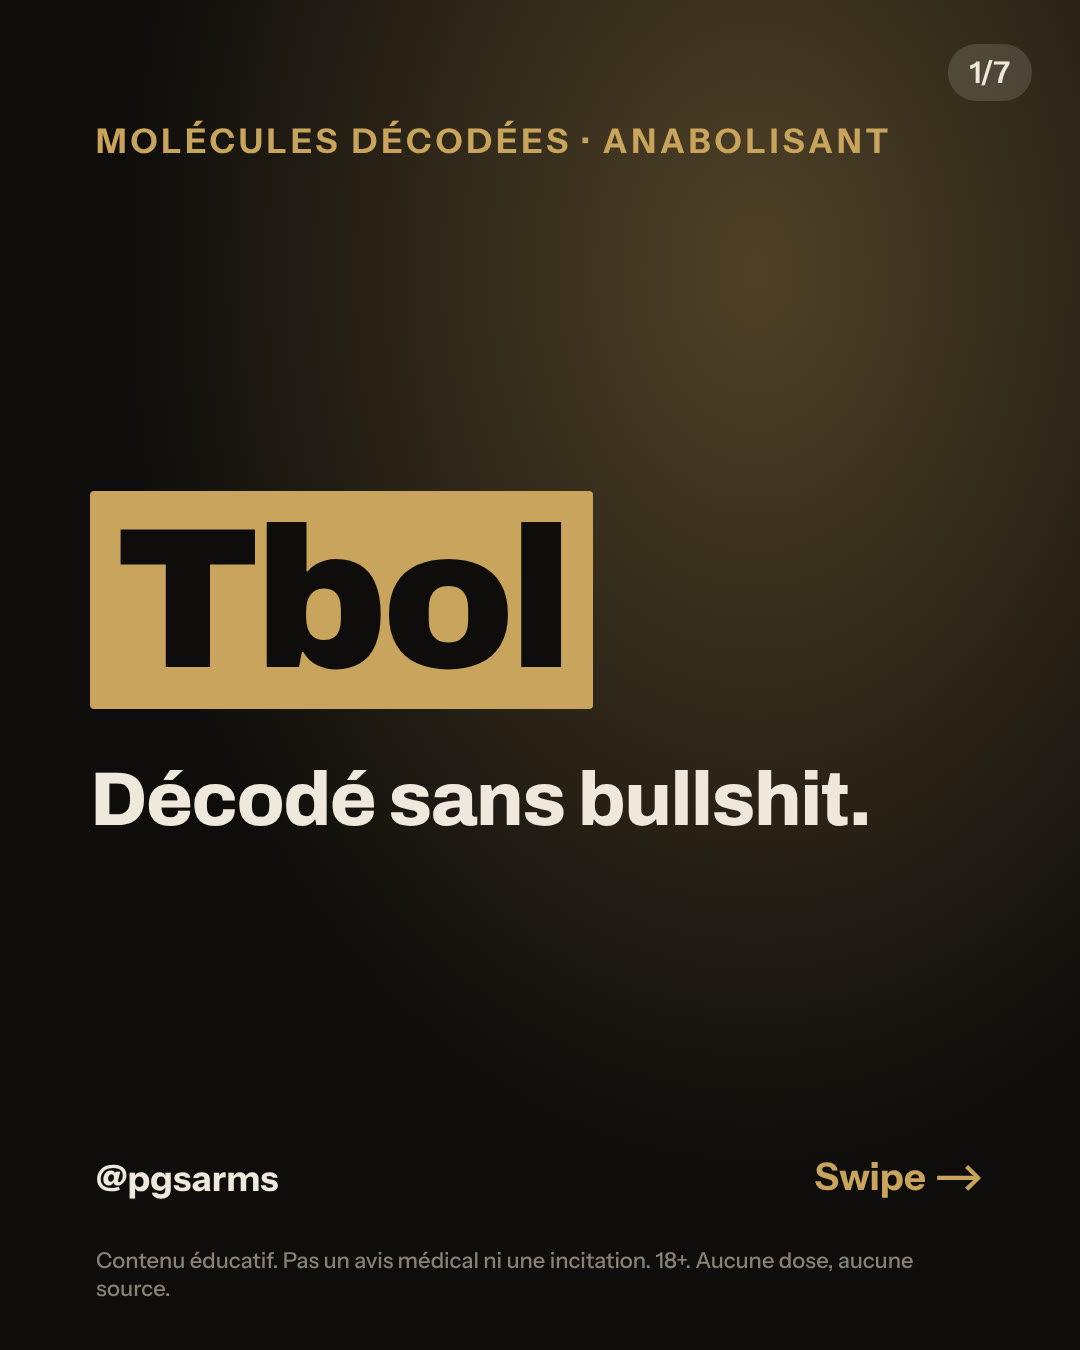 1/7
MOLÉCULES DÉCODÉES · ANABOLISANT
Tbol
Décodé sans bullshit.
@pgsarms
Swipe →
Contenu éducatif. Pas un avis médical ni une incitation. 18+. Aucune dose, aucune
source.